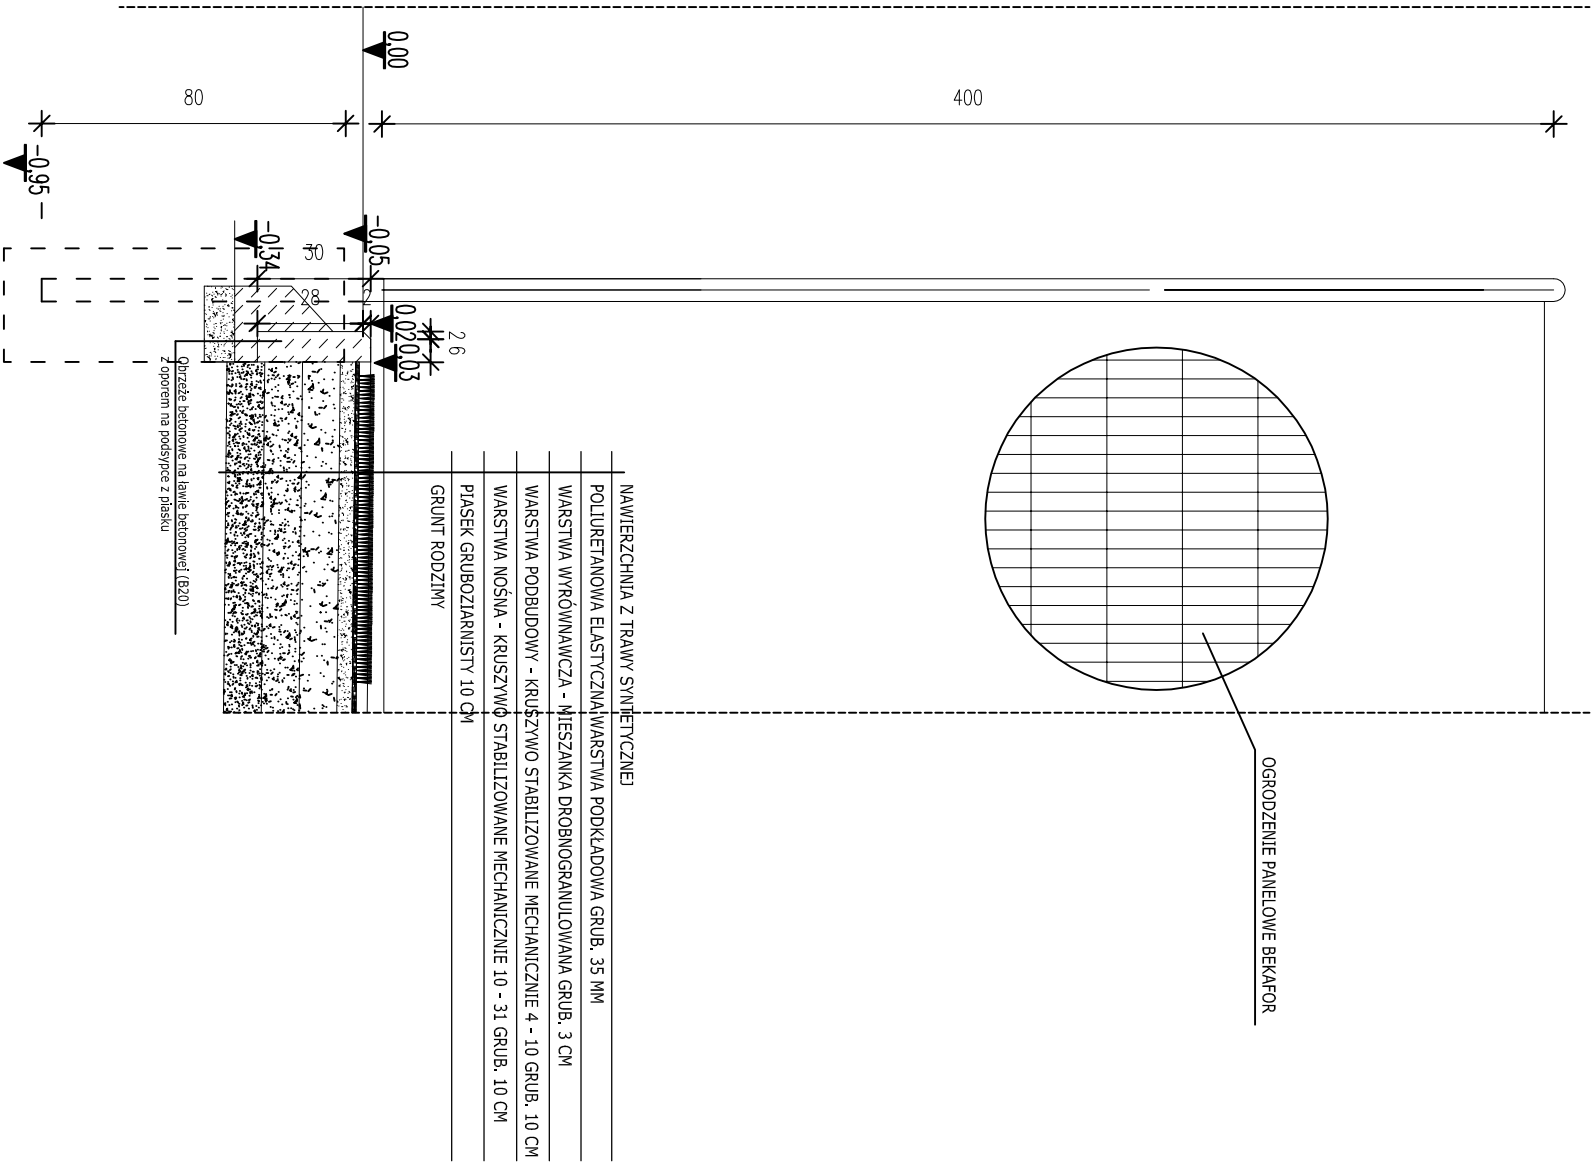 0,00
80
400
-0,95
-0,34
-0,05
30
28
2
0,02
0,03
2 6
Obrzeże betonowe na ławie betonowej (B20)
z oporem na podsypce z piasku
NAWIERZCHNIA Z TRAWY SYNTETYCZNEJ
POLIURETANOWA ELASTYCZNA WARSTWA PODKŁADOWA GRUB. 35 MM
WARSTWA WYRÓWNAWCZA - MIESZANKA DROBNOGRANULOWANA GRUB. 3 CM
WARSTWA PODBUDOWY - KRUSZYWO STABILIZOWANE MECHANICZNIE 4 - 10 GRUB. 10 CM
WARSTWA NOŚNA - KRUSZYWO STABILIZOWANE MECHANICZNIE 10 - 31 GRUB. 10 CM
PIASEK GRUBOZIARNISTY 10 CM
GRUNT RODZIMY
OGRODZENIE PANELOWE BEKAFOR